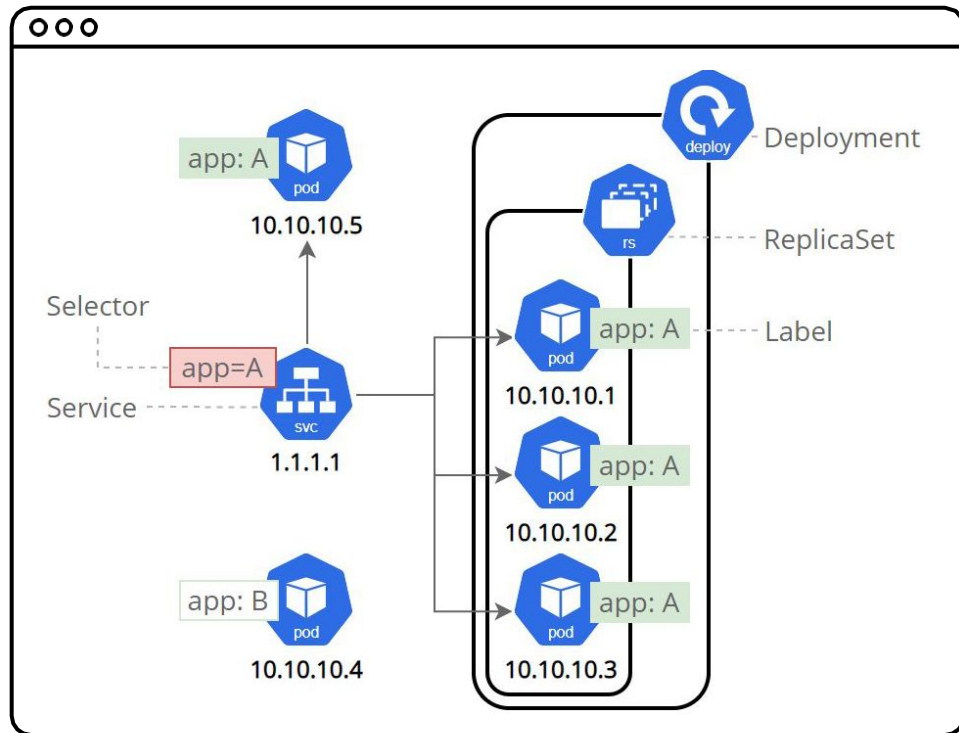 deploy
Deployment
app: A
pod
10.10.10.5
rs
ReplicaSet
Selector
app=A
Service
svc
1.1.1.1
pod
app: A
Label
10.10.10.1
pod
app: A
10.10.10.2
app: B
pod
10.10.10.4
pod
app: A
10.10.10.3